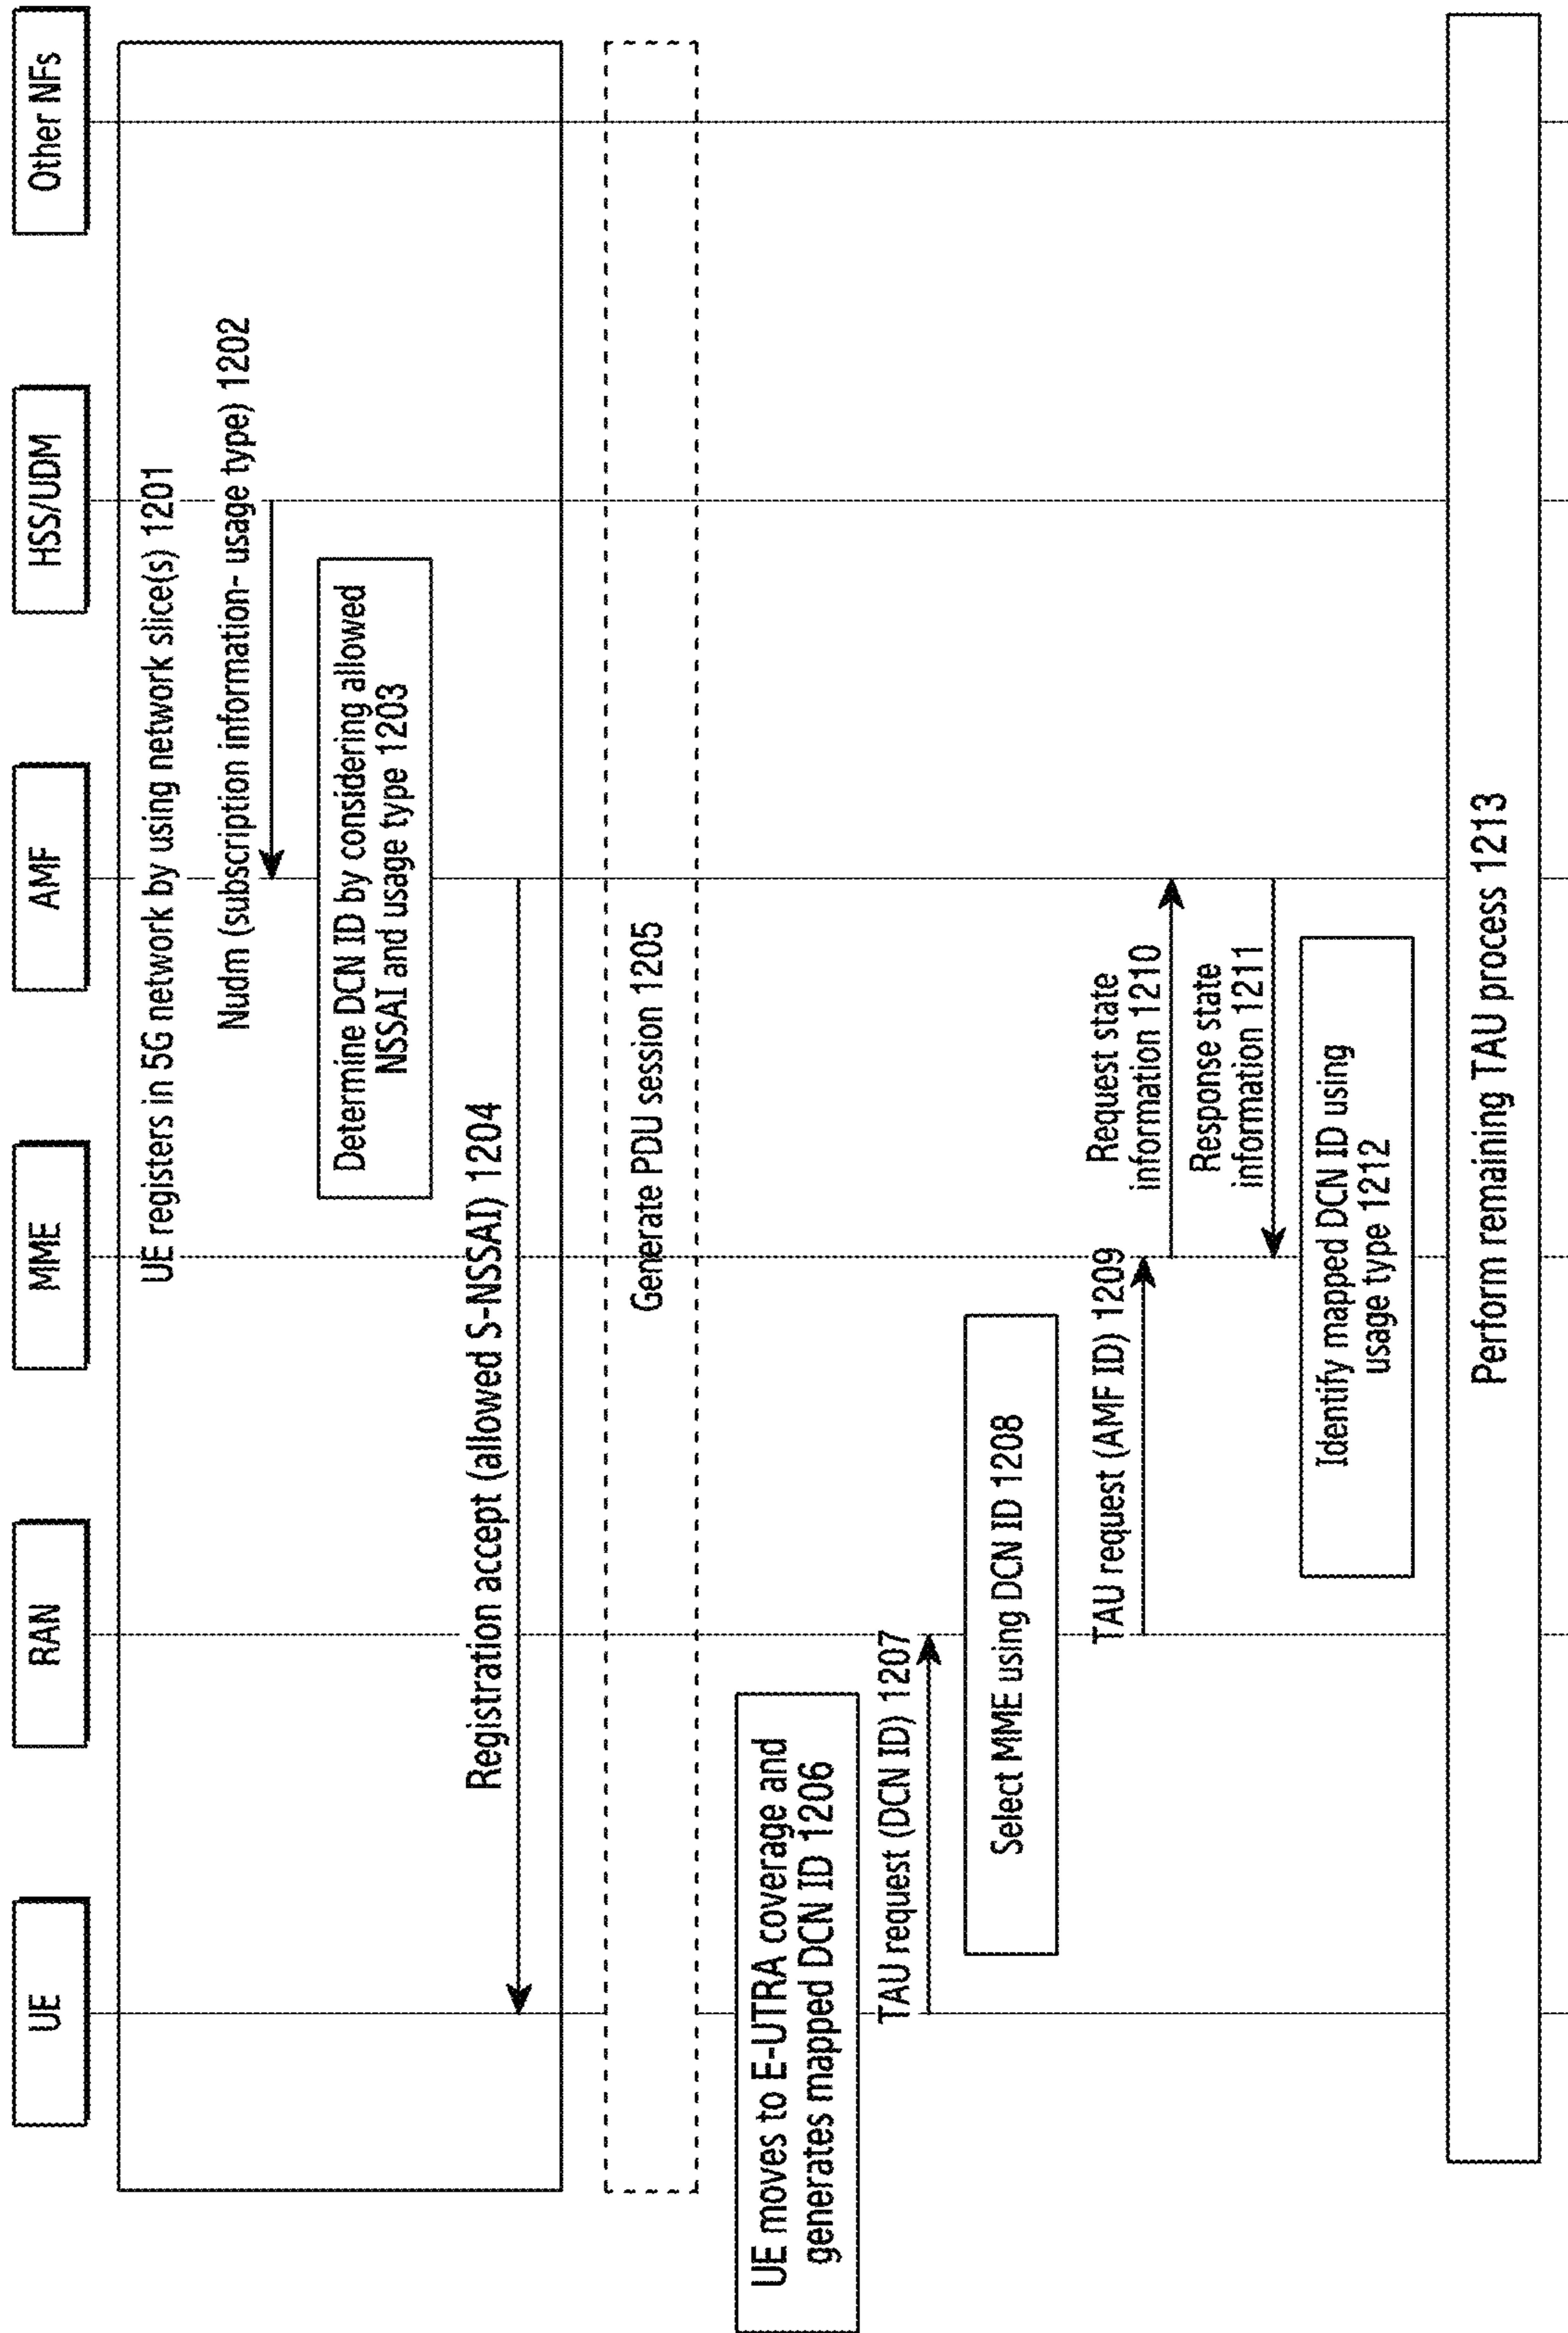 UE
RAN
MME
AMF
HSS/UDM
Other NFs
UE registers in 5G network by using network slice(s) 1201
Nudm (subscription information- usage type) 1202
Determine DCN ID by considering allowed
NSSAI and usage type 1203
Registration accept (allowed S-NSSAI) 1204
Generate PDU session 1205
UE moves to E-UTRA coverage and
generates mapped DCN ID 1206
TAU request (DCN ID) 1207
Select MME using DCN ID 1208
TAU request (AMF ID) 1209
Request state
information 1210
Response state
information 1211
Identify mapped DCN ID using
usage type 1212
Perform remaining TAU process 1213